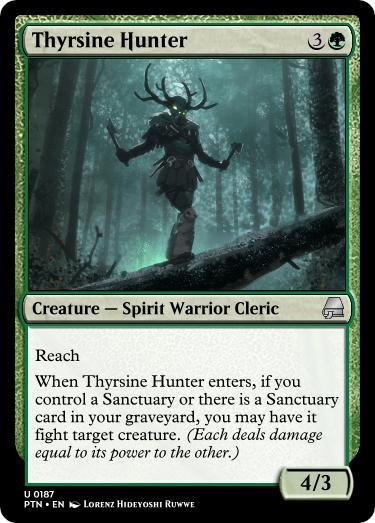 Thyrsine Hunter 3
Creature — Spirit Warrior Cleric
Reach
When Thyrsine Hunter enters, if you
control a Sanctuary or there is a Sanctuary
card in your graveyard, you may have it
fight target creature. (Each deals damage
equal to its power to the other.)
4/3
U 0187
PTN • EN Lorenz Hideyoshi Ruwwe